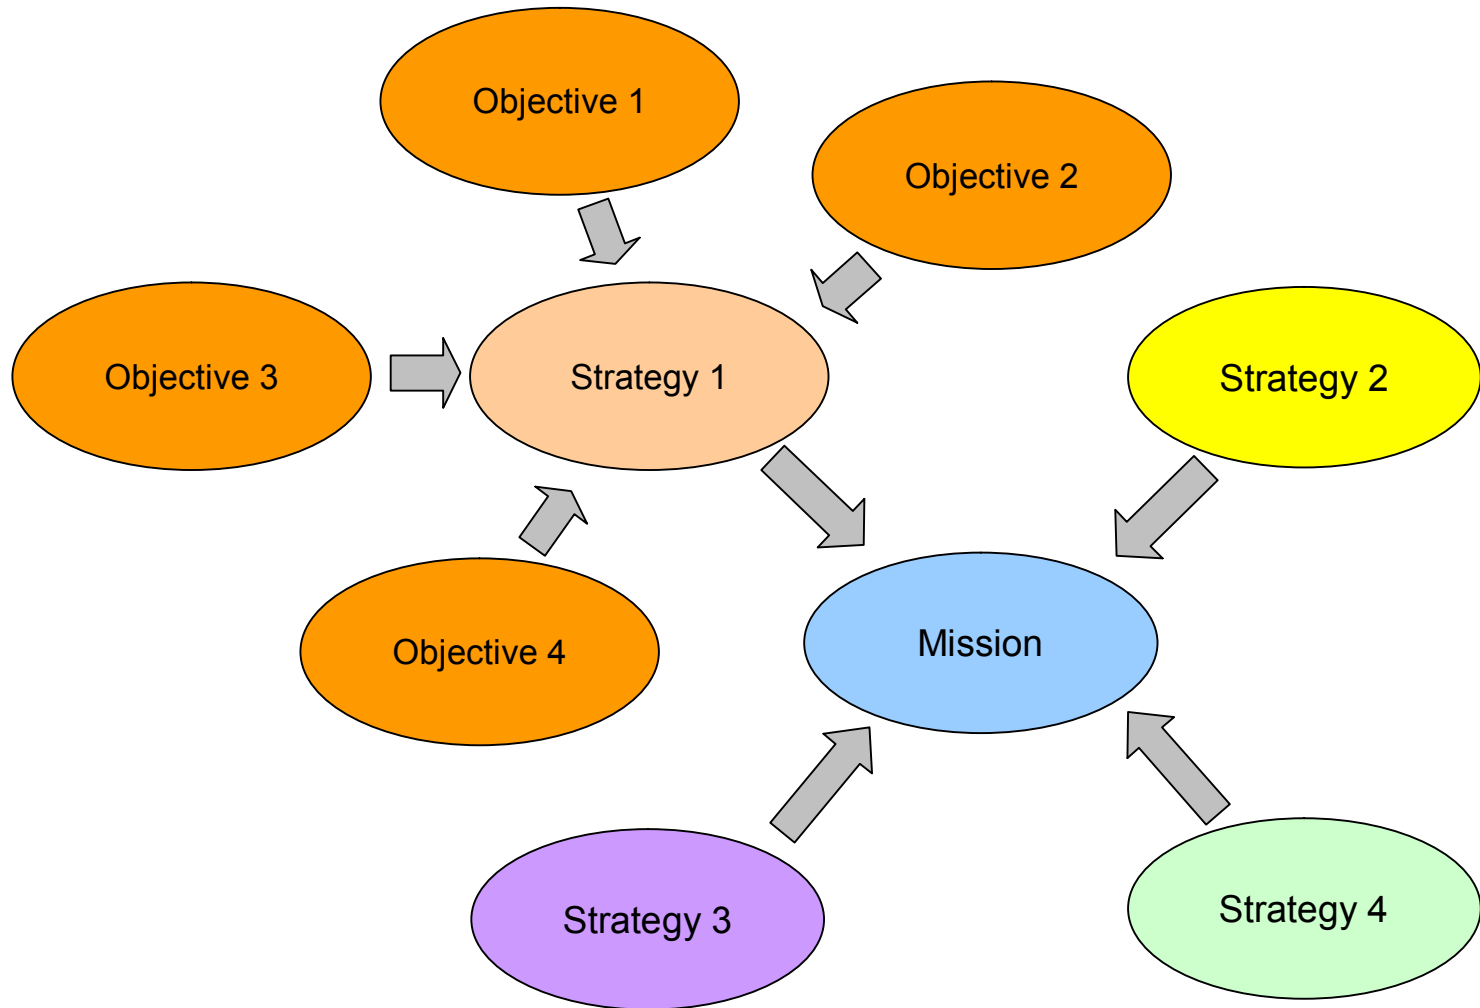 Objective 1
Objective 2
Objective 3
Strategy 1
Strategy 2
Objective 4
Mission
Strategy 3
Strategy 4